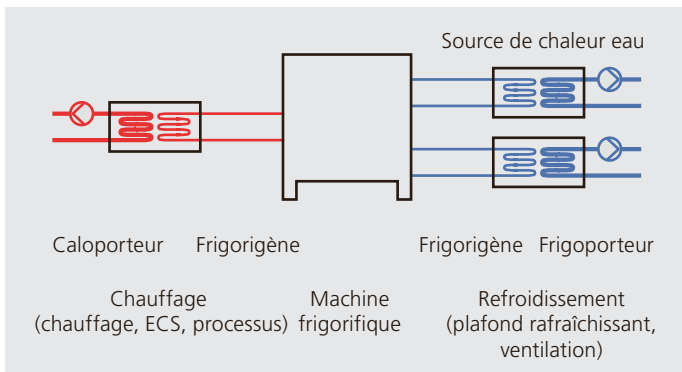 Source de chaleur eau
Caloporteur Frigorigène Frigorigène Frigoporteur
Chauffage Machine Refroidissement
(chauffage, ECS, processus) frigorifique (plafond rafraîchissant,
ventilation)